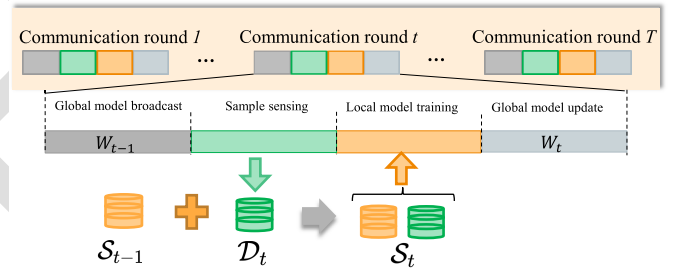 Communication round 1 ... Communication round t ... Communication round T
Global model broadcast Sample sensing Local model training Global model update
W_{t-1} W_t
S_{t-1} D_t S_t